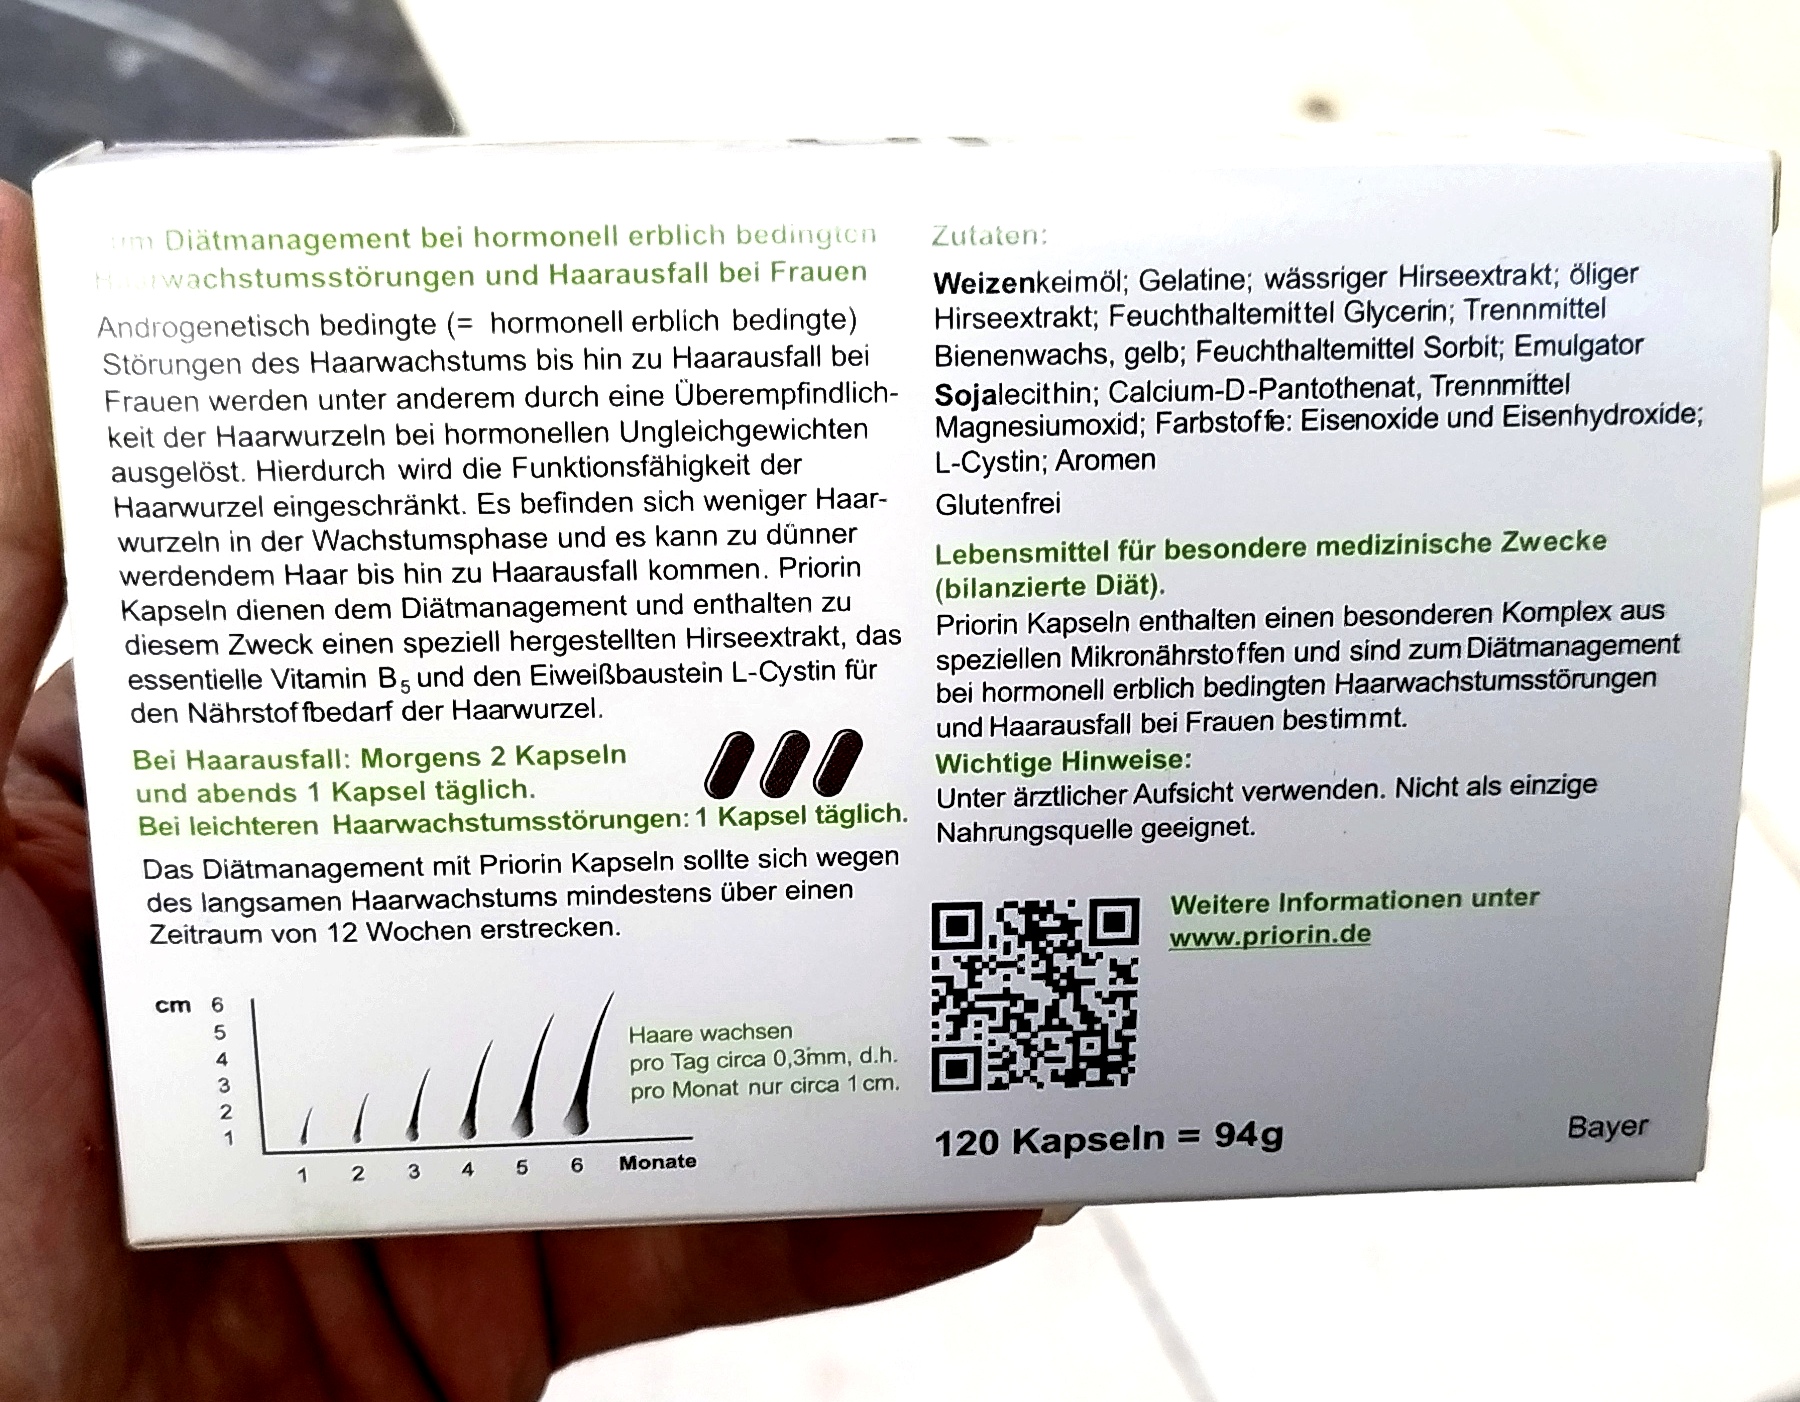 Diätmanagement bei hormonell erblich bedingten
Haarwachstumsstörungen und Haarausfall bei Frauen
Androgenetisch bedingte (= hormonell erblich bedingte)
Störungen des Haarwachstums bis hin zu Haarausfall bei
Frauen werden unter anderem durch eine Überempfindlich-
keit der Haarwurzeln bei hormonellen Ungleichgewichten
ausgelöst. Hierdurch wird die Funktionsfähigkeit der
Haarwurzel eingeschränkt. Es befinden sich weniger Haar-
wurzeln in der Wachstumsphase und es kann zu dünner
werdendem Haar bis hin zu Haarausfall kommen. Priorin
Kapseln dienen dem Diätmanagement und enthalten zu
diesem Zweck einen speziell hergestellten Hirseextrakt, das
essentielle Vitamin B5 und den Eiweißbaustein L-Cystin für
den Nährstoffbedarf der Haarwurzel.
Bei Haarausfall: Morgens 2 Kapseln
und abends 1 Kapsel täglich.
Bei leichteren Haarwachstumsstörungen: 1 Kapsel täglich.
Das Diätmanagement mit Priorin Kapseln sollte sich wegen
des langsamen Haarwachstums mindestens über einen
Zeitraum von 12 Wochen erstrecken.
cm 6
5
4
3
2
1
1 2 3 4 5 6 Monate
Haare wachsen
pro Tag circa 0,3mm, d.h.
pro Monat nur circa 1 cm.
Zutaten:
Weizenkeimöl; Gelatine; wässriger Hirseextrakt; öliger
Hirseextrakt; Feuchthaltemittel Glycerin; Trennmittel
Bienenwachs, gelb; Feuchthaltemittel Sorbit; Emulgator
Sojalecithin; Calcium-D-Pantothenat, Trennmittel
Magnesiumoxid; Farbstoffe: Eisenoxide und Eisenhydroxide;
L-Cystin; Aromen
Glutenfrei
Lebensmittel für besondere medizinische Zwecke
(bilanzierte Diät).
Priorin Kapseln enthalten einen besonderen Komplex aus
speziellen Mikronährstoffen und sind zum Diätmanagement
bei hormonell erblich bedingten Haarwachstumsstörungen
und Haarausfall bei Frauen bestimmt.
Wichtige Hinweise:
Unter ärztlicher Aufsicht verwenden. Nicht als einzige
Nahrungsquelle geeignet.
Weitere Informationen unter
www.priorin.de
120 Kapseln = 94g
Bayer